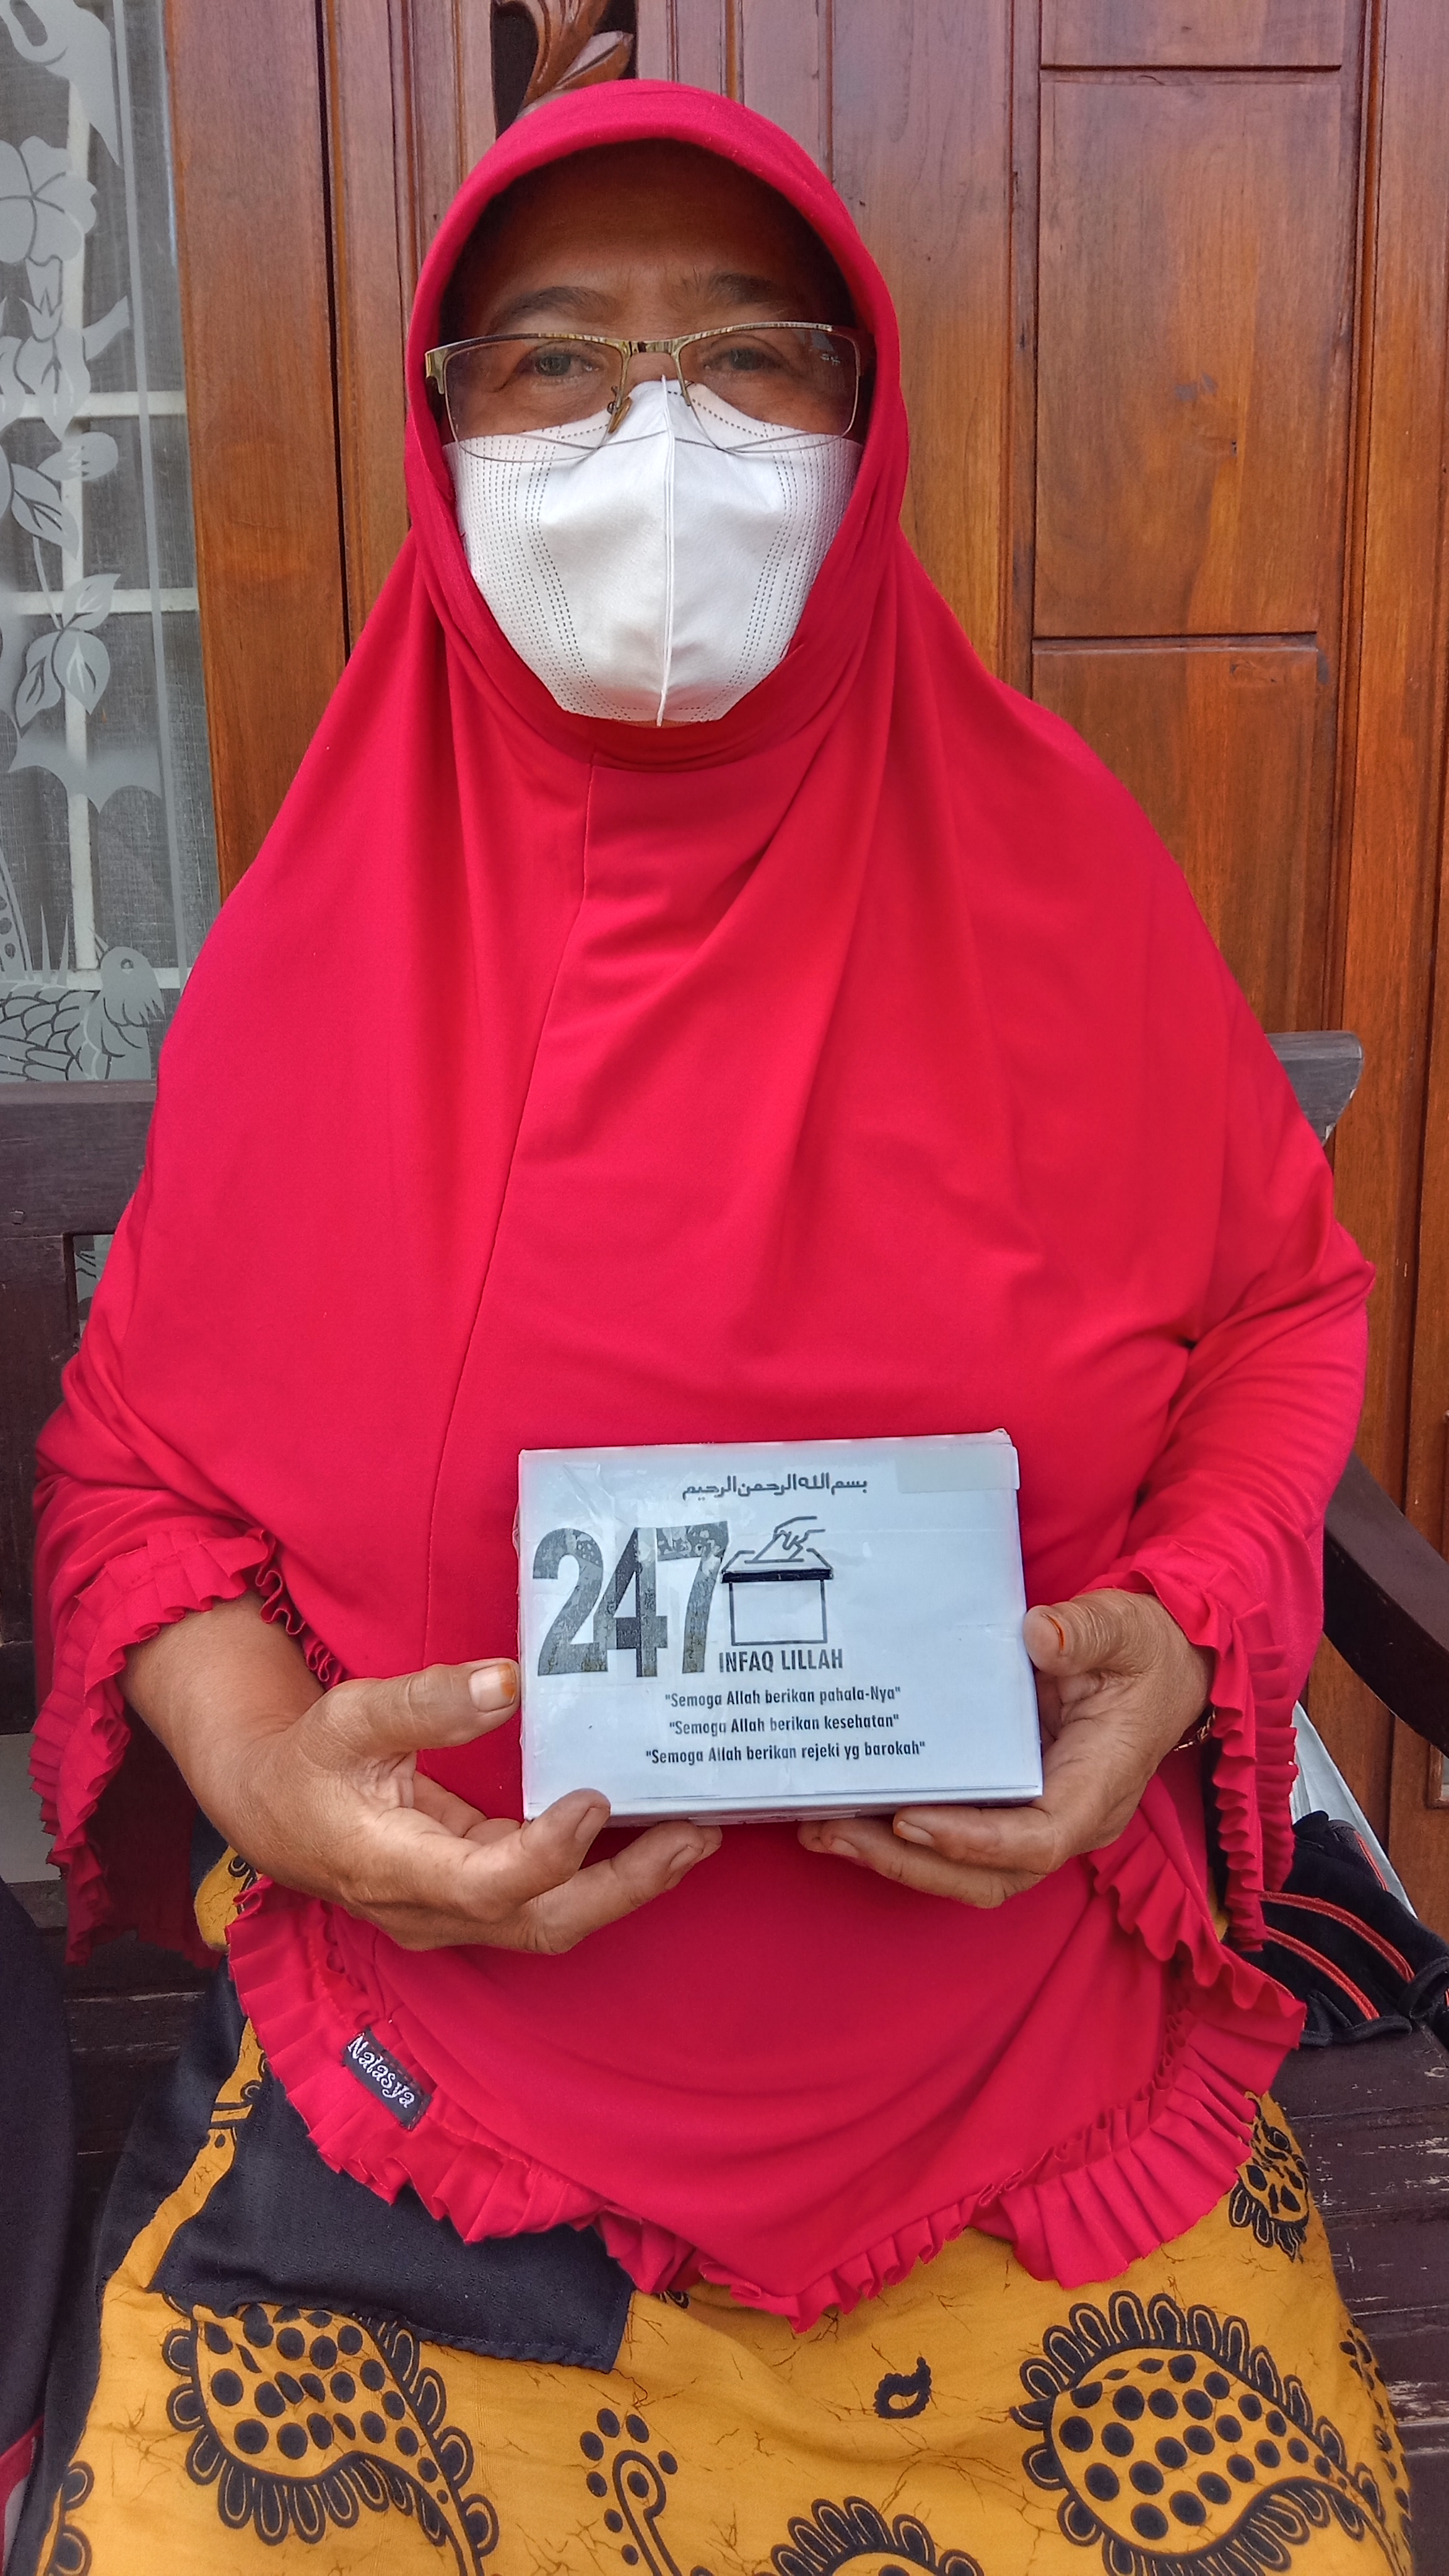 بسم الله الرحمن الرحيم
247
INFAQ LILLAH
"Semoga Allah berikan pahala-Nya"
"Semoga Allah berikan kesehatan"
"Semoga Allah berikan rejeki yg barokah"
Nalasya